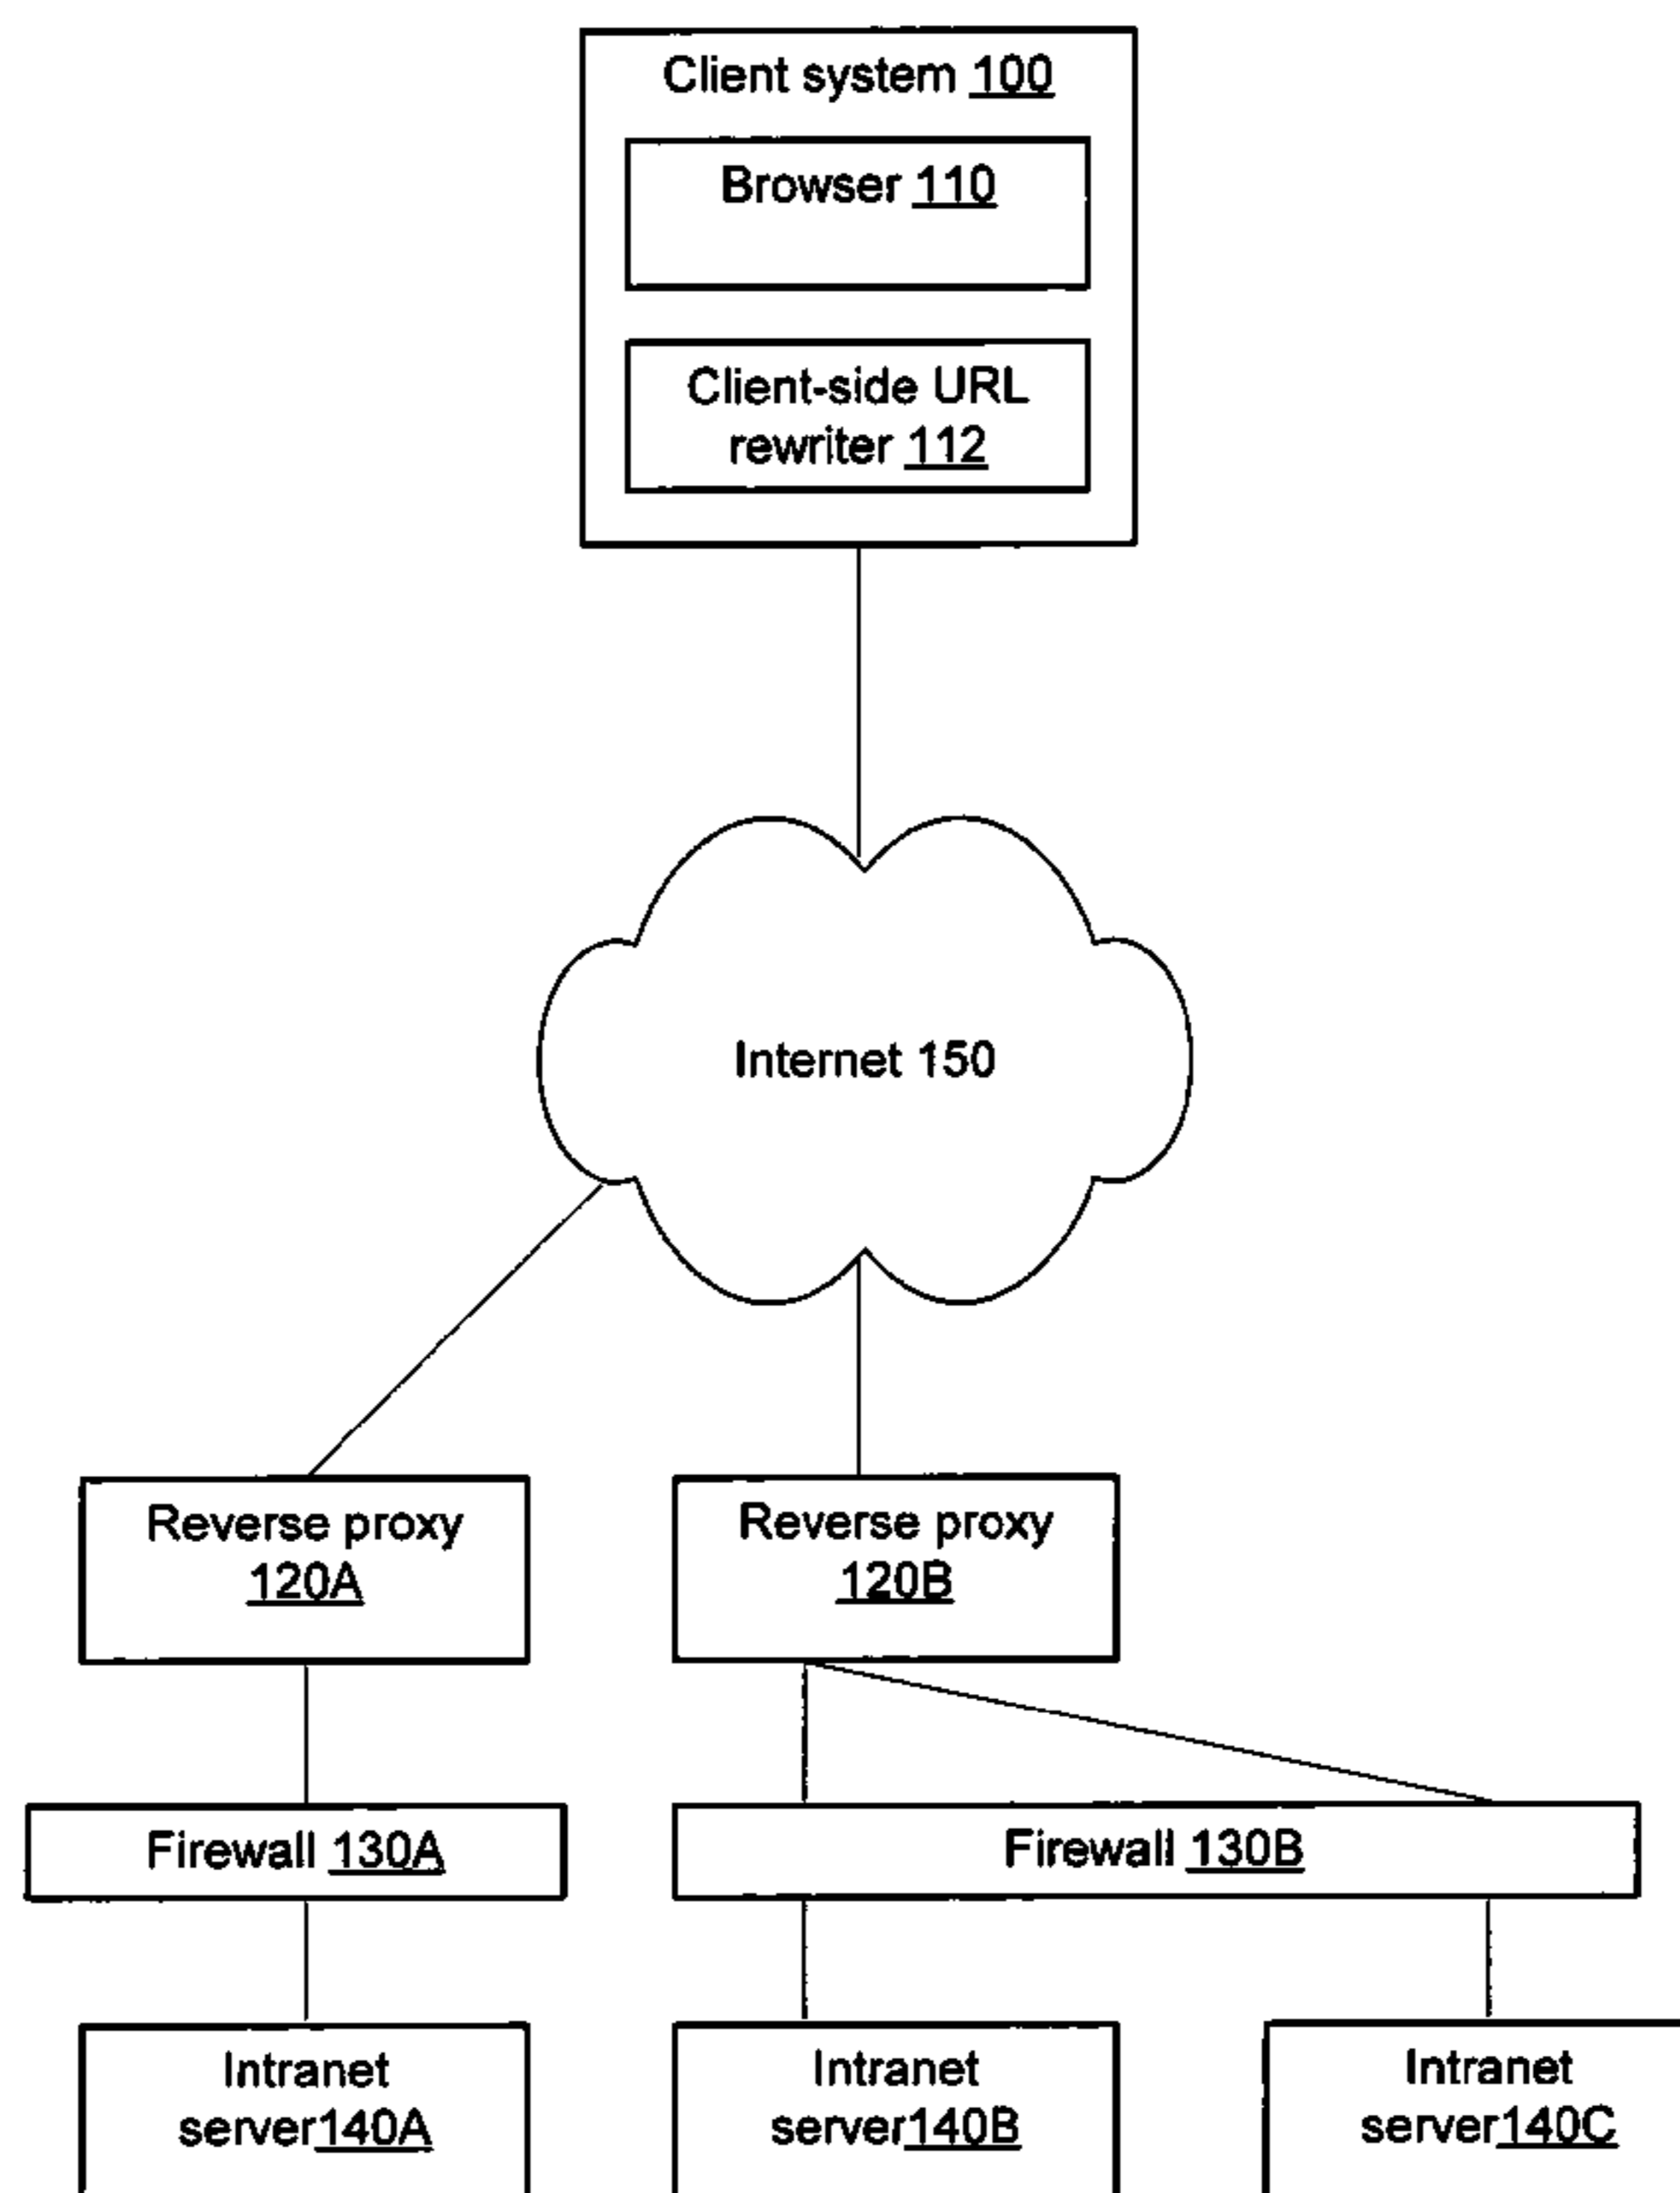 Client system 100
Browser 110
Client-side URL
rewriter 112
Internet 150
Reverse proxy
120A
Reverse proxy
120B
Firewall 130A
Firewall 130B
Intranet
server140A
Intranet
server140B
Intranet
server140C